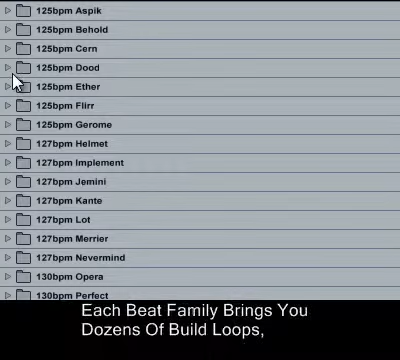 125bpm Aspik
125bpm Behold
125bpm Cern
125bpm Dood
125bpm Ether
125bpm Flirr
125bpm Gerome
127bpm Helmet
127bpm Implement
127bpm Jemini
127bpm Kante
127bpm Lot
127bpm Merrier
127bpm Nevermind
130bpm Opera
130bpm Perfect
Each Beat Family Brings You
Dozens Of Build Loops,